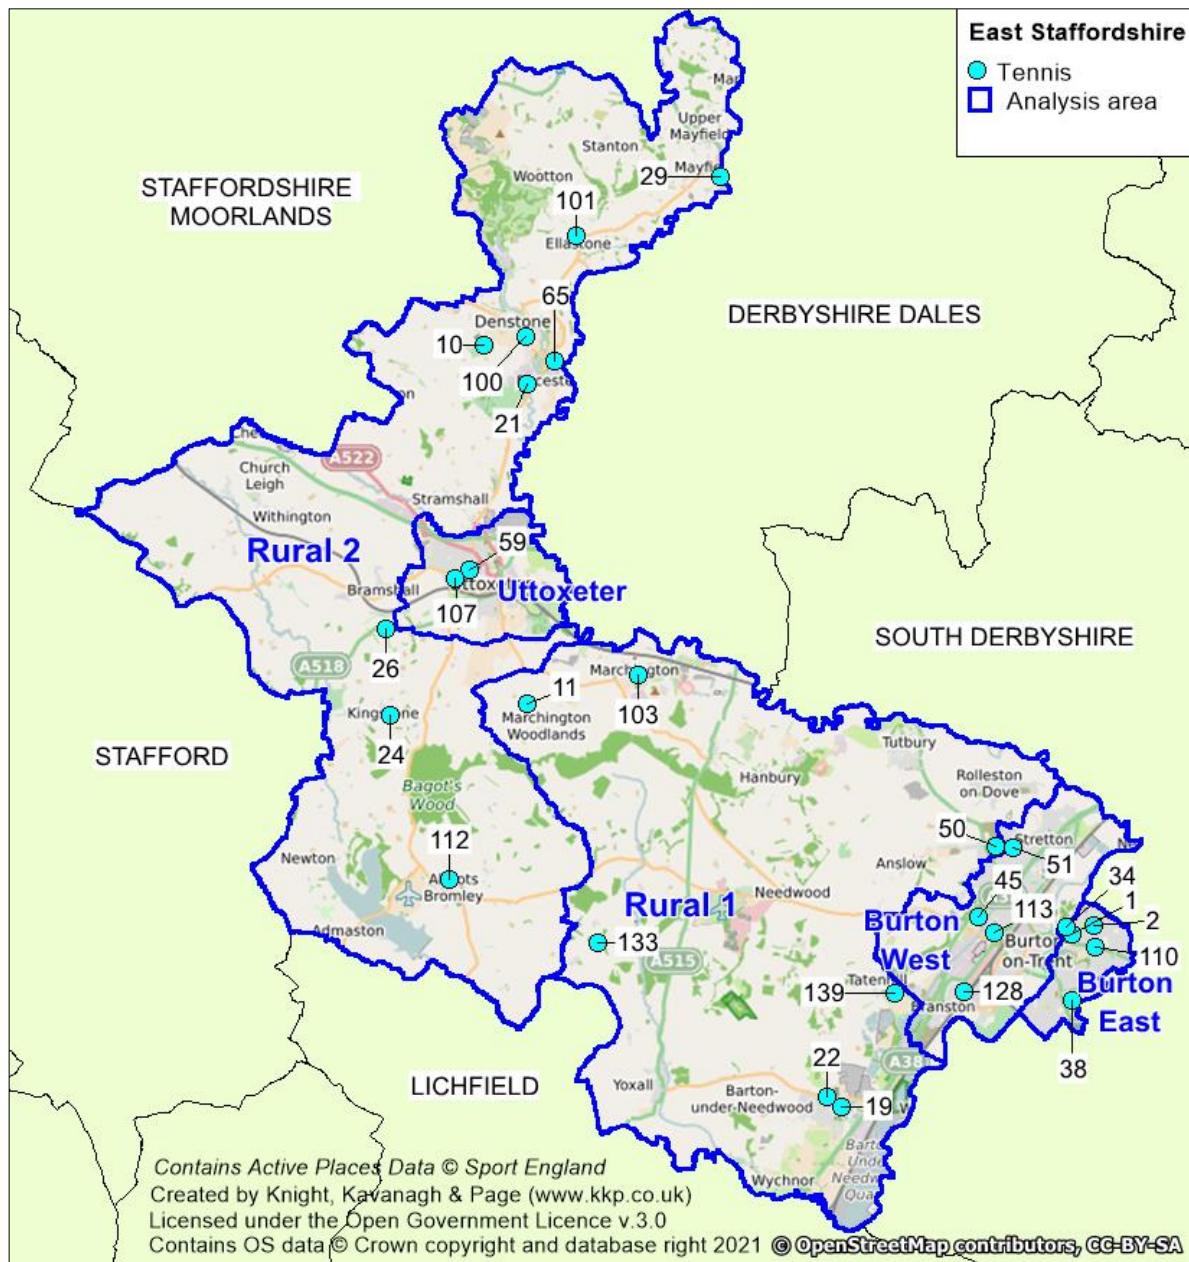 East Staffordshire
Tennis
Analysis area
Upper
Mayfield
Stanton
STAFFORDSHIRE
MOORLANDS
Wootton
29
101
Ellastone
65
DERBYSHIRE DALES
Denstone
10
100
21
A522
Church
Leigh
Stramshall
Withington
59
Rural 2
Bramshall
Uttoxeter
107
SOUTH DERBYSHIRE
26
A518
Marchington
11
103
Kingstone
Marchington
Woodlands
STAFFORD
24
Tutbury
Hanbury
Rolleston
on Dove
Bagot's
Wood
112
50
Stretton
51
Newton
Abbots
Bromley
Anslow
45
34
Needwood
113
1
Rural 1
2
Burton
West
Burton
on-Trent
Admaston
133
110
A515
Tatenhill
139
128
Burton
East
Branston
38
22
A38
LICHFIELD
Yoxall
Barton-
under-Needwood
19
Wychnor
Contains Active Places Data © Sport England
Created by Knight, Kavanagh & Page (www.kkp.co.uk)
Licensed under the Open Government Licence v.3.0
Contains OS data © Crown copyright and database right 2021 © OpenStreetMap contributors, CC-BY-SA